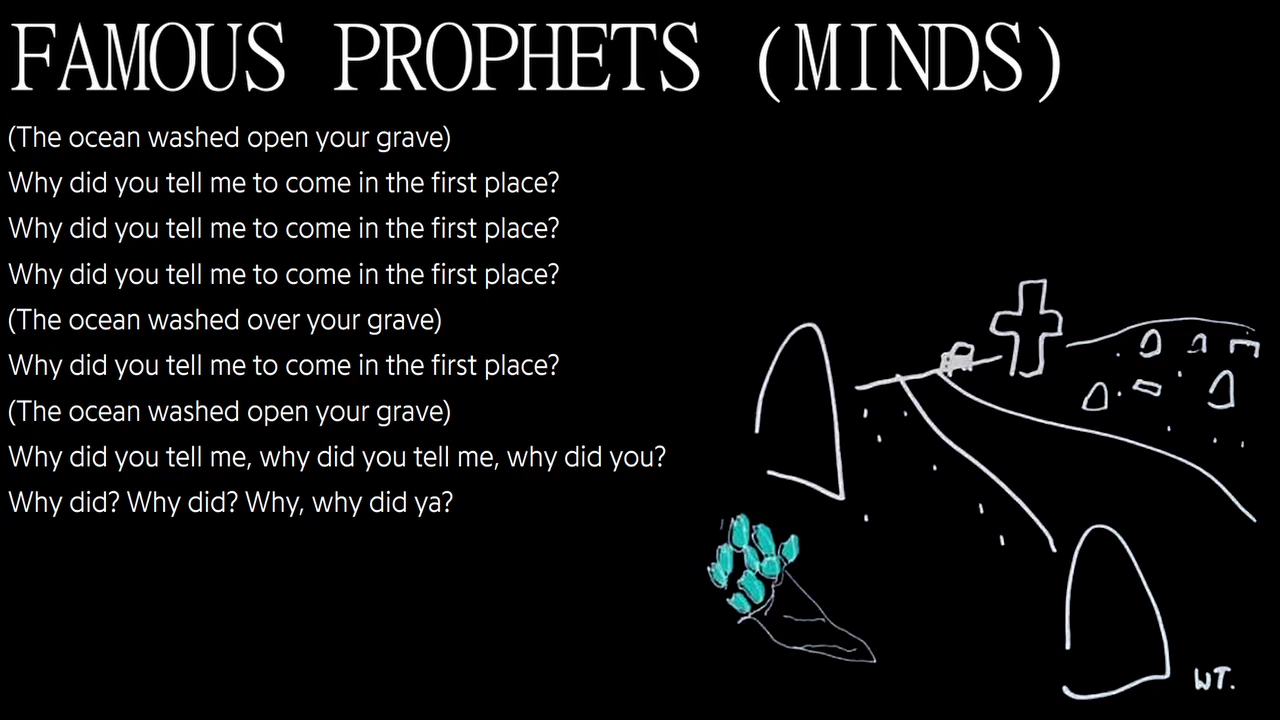 FAMOUS PROPHETS (MINDS)
(The ocean washed open your grave)
Why did you tell me to come in the first place?
Why did you tell me to come in the first place?
Why did you tell me to come in the first place?
(The ocean washed over your grave)
Why did you tell me to come in the first place?
(The ocean washed open your grave)
Why did you tell me, why did you tell me, why did you?
Why did? Why did? Why, why did ya?
WT.